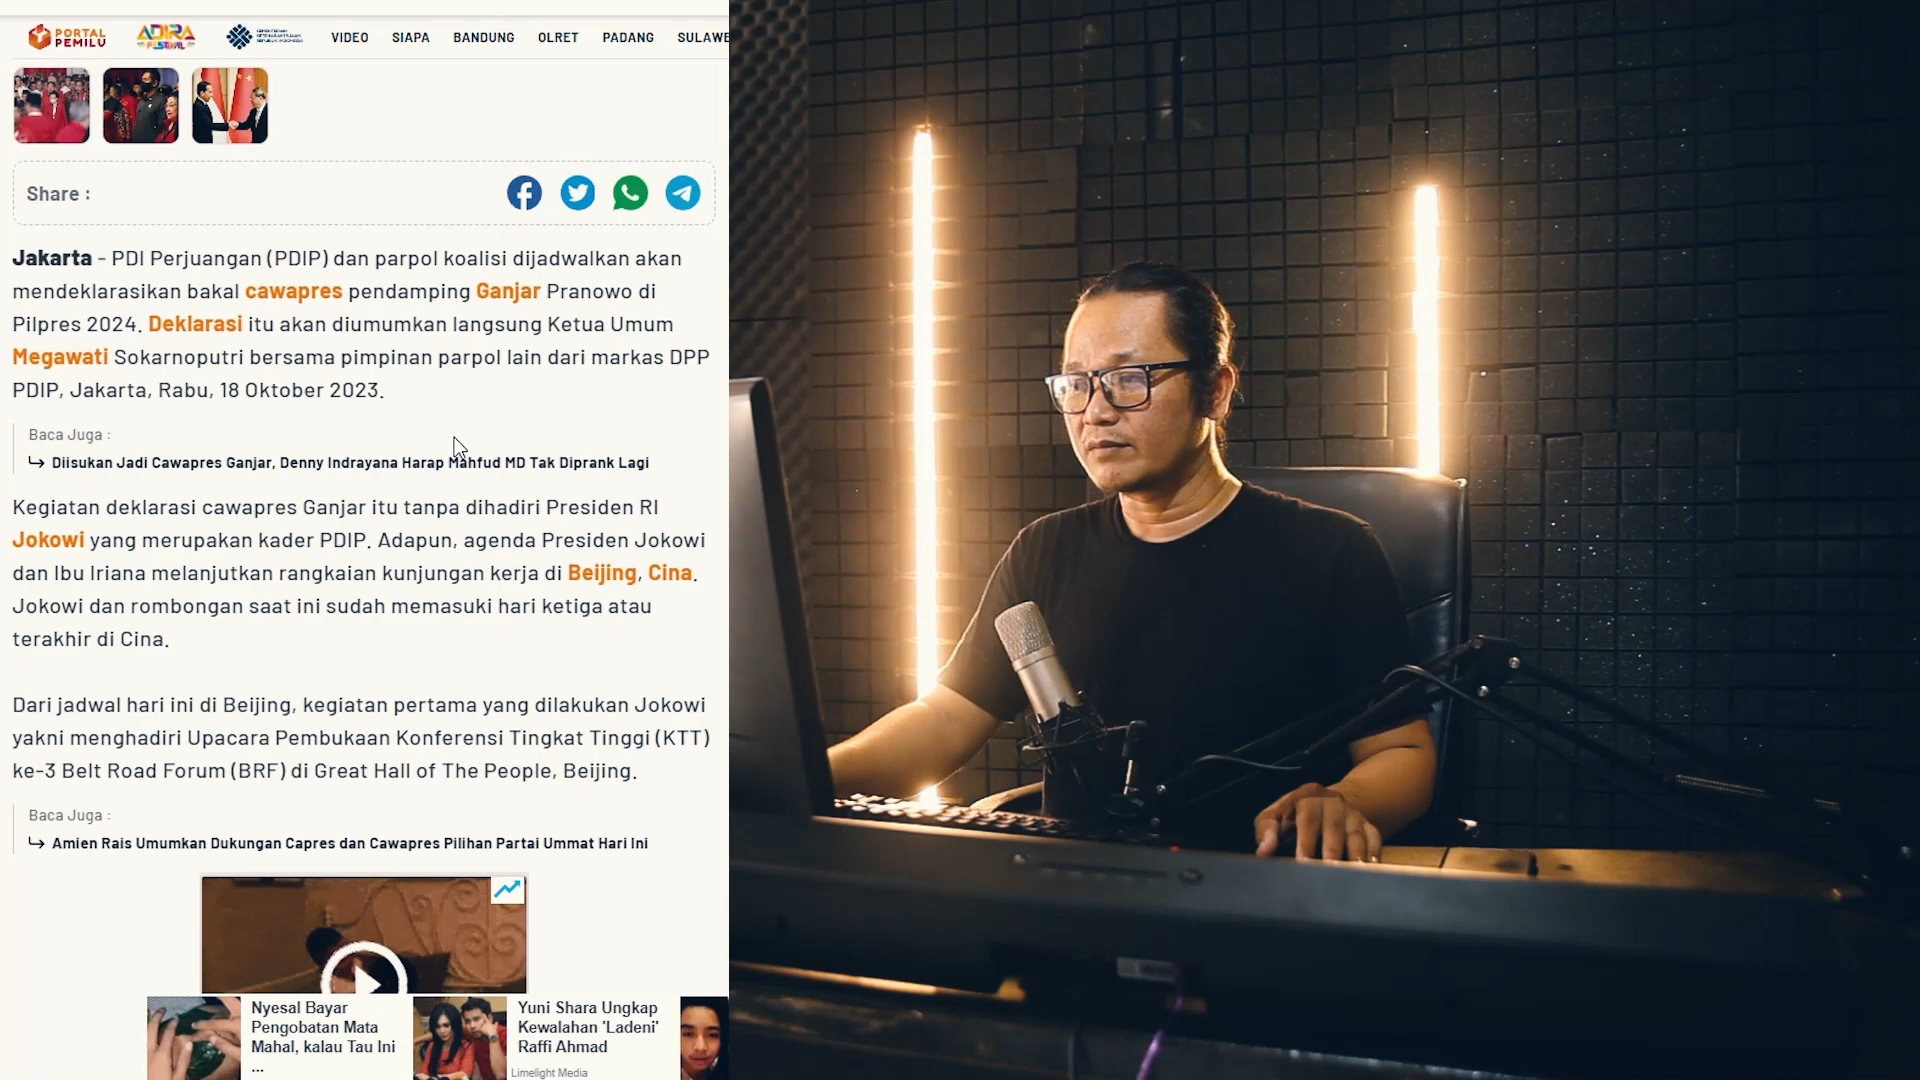 PORTAL
PEMILU
ADIRA
FESTIVAL
VIDEO
SIAPA
BANDUNG
OLRET
PADANG
SULAWE
Share :
Jakarta - PDI Perjuangan (PDIP) dan parpol koalisi dijadwalkan akan
mendeklarasikan bakal cawapres pendamping Ganjar Pranowo di
Pilpres 2024. Deklarasi itu akan diumumkan langsung Ketua Umum
Megawati Sokarnoputri bersama pimpinan parpol lain dari markas DPP
PDIP, Jakarta, Rabu, 18 Oktober 2023.
Baca Juga :
Diisukan Jadi Cawapres Ganjar, Denny Indrayana Harap Mahfud MD Tak Diprank Lagi
Kegiatan deklarasi cawapres Ganjar itu tanpa dihadiri Presiden RI
Jokowi yang merupakan kader PDIP. Adapun, agenda Presiden Jokowi
dan Ibu Iriana melanjutkan rangkaian kunjungan kerja di Beijing, Cina.
Jokowi dan rombongan saat ini sudah memasuki hari ketiga atau
terakhir di Cina.
Dari jadwal hari ini di Beijing, kegiatan pertama yang dilakukan Jokowi
yakni menghadiri Upacara Pembukaan Konferensi Tingkat Tinggi (KTT)
ke-3 Belt Road Forum (BRF) di Great Hall of The People, Beijing.
Baca Juga :
Amien Rais Umumkan Dukungan Capres dan Cawapres Pilihan Partai Ummat Hari Ini
Nyesal Bayar
Pengobatan Mata
Mahal, kalau Tau Ini
...
Yuni Shara Ungkap
Kewalahan 'Ladeni'
Raffi Ahmad
Limelight Media